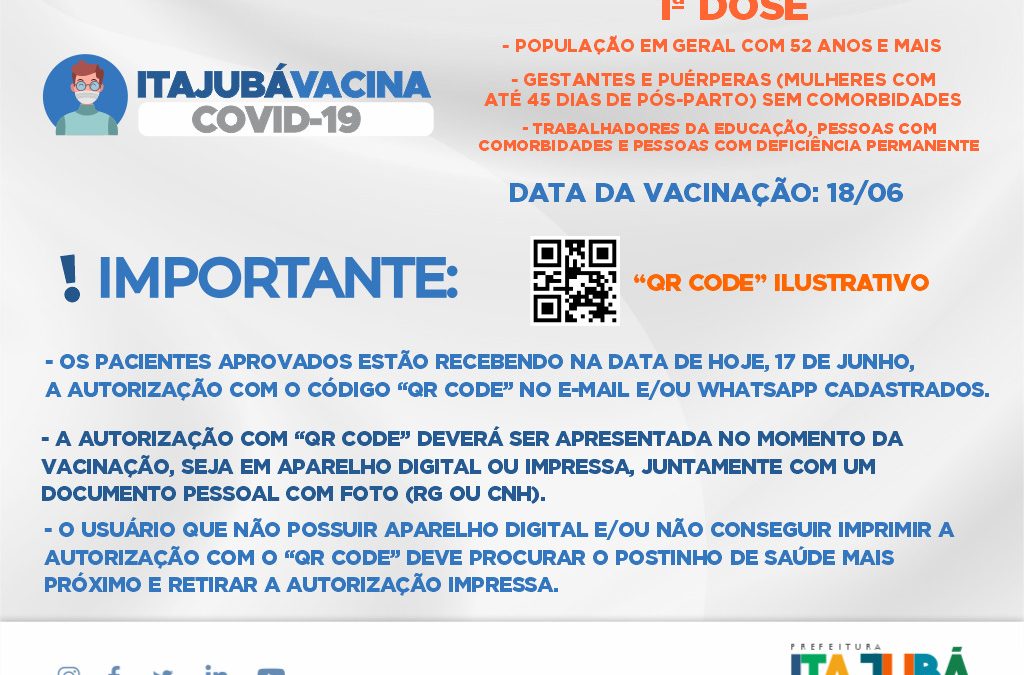 1ª DOSE
- POPULAÇÃO EM GERAL COM 52 ANOS E MAIS
- GESTANTES E PUÉRPERAS (MULHERES COM
ATÉ 45 DIAS DE PÓS-PARTO) SEM COMORBIDADES
- TRABALHADORES DA EDUCAÇÃO, PESSOAS COM
COMORBIDADES E PESSOAS COM DEFICIÊNCIA PERMANENTE
ITAJUBÁVACINA
COVID-19
DATA DA VACINAÇÃO: 18/06
! IMPORTANTE:
“QR CODE” ILUSTRATIVO
- OS PACIENTES APROVADOS ESTÃO RECEBENDO NA DATA DE HOJE, 17 DE JUNHO,
A AUTORIZAÇÃO COM O CÓDIGO “QR CODE” NO E-MAIL E/OU WHATSAPP CADASTRADOS.
- A AUTORIZAÇÃO COM “QR CODE” DEVERÁ SER APRESENTADA NO MOMENTO DA
VACINAÇÃO, SEJA EM APARELHO DIGITAL OU IMPRESSA, JUNTAMENTE COM UM
DOCUMENTO PESSOAL COM FOTO (RG OU CNH).
- O USUÁRIO QUE NÃO POSSUIR APARELHO DIGITAL E/OU NÃO CONSEGUIR IMPRIMIR A
AUTORIZAÇÃO COM O “QR CODE” DEVE PROCURAR O POSTINHO DE SAÚDE MAIS
PRÓXIMO E RETIRAR A AUTORIZAÇÃO IMPRESSA.
PREFEITURA
ITAJUBÁ